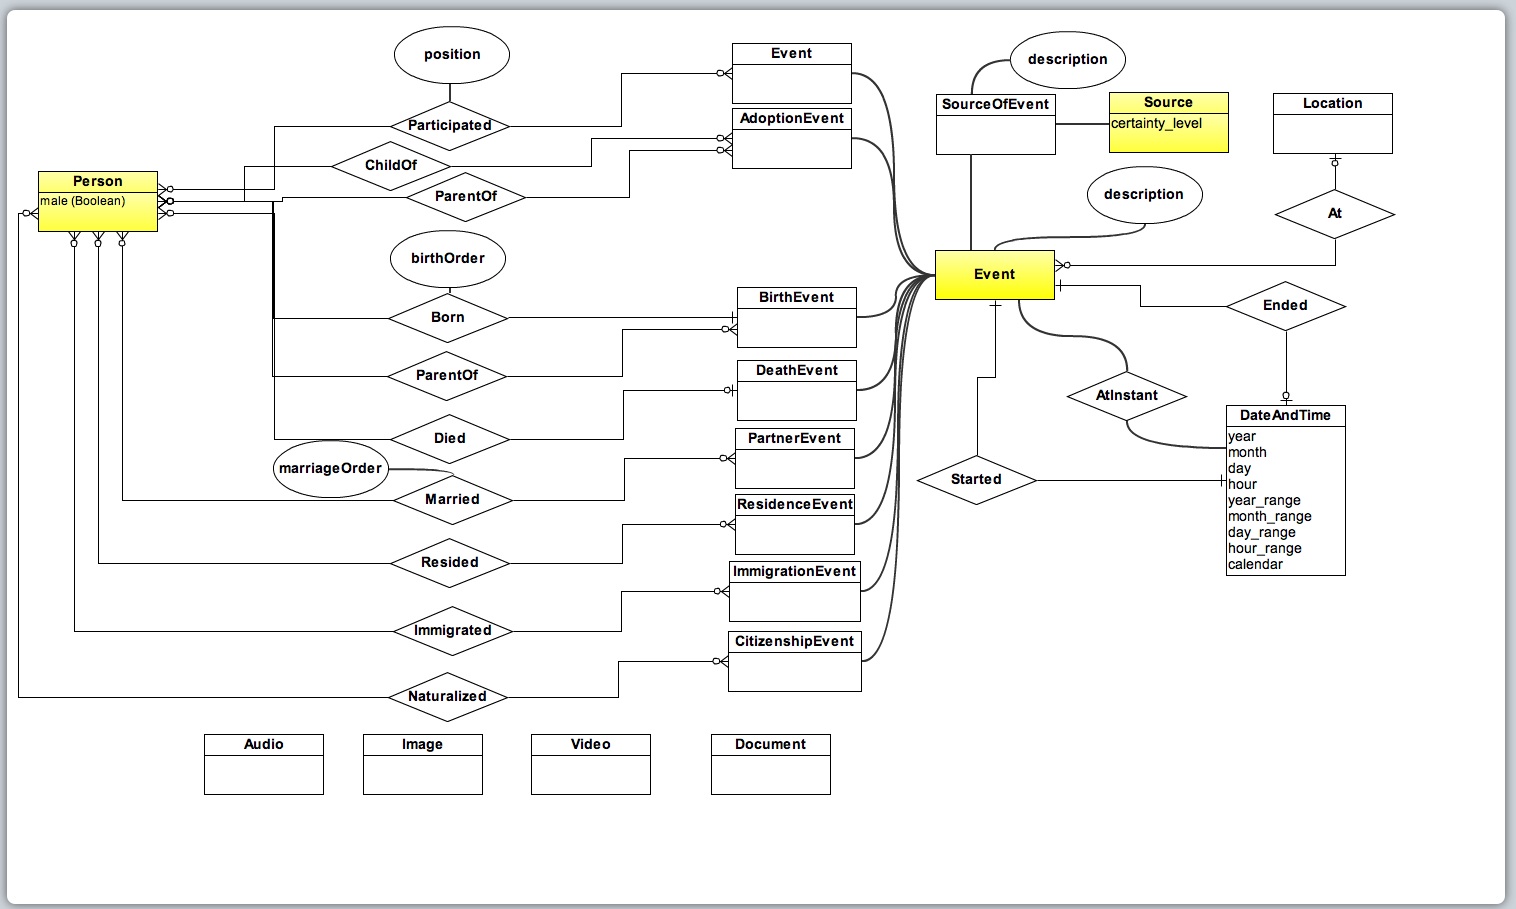 position
Event
description
SourceOfEvent
Source
certainty_level
Location
Participated
AdoptionEvent
ChildOf
Person
male (Boolean)
ParentOf
description
At
birthOrder
Event
Born
BirthEvent
Ended
ParentOf
DeathEvent
AtInstant
DateAndTime
year
month
day
hour
year_range
month_range
day_range
hour_range
calendar
Died
PartnerEvent
marriageOrder
Married
Started
ResidenceEvent
Resided
ImmigrationEvent
Immigrated
CitizenshipEvent
Naturalized
Audio
Image
Video
Document